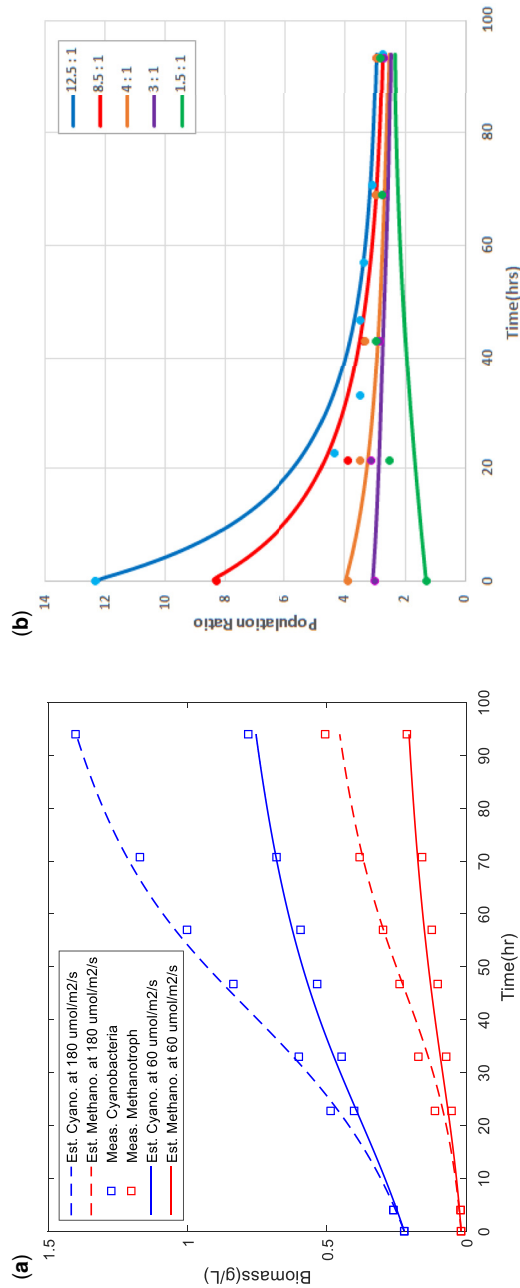 (a)
1.5
1
0.5
0
Biomass(g/L)
Est. Cyano. at 180 umol/m2/s
Est. Methano. at 180 umol/m2/s
Meas. Cyanobacteria
Meas. Methanotroph
Est. Cyano. at 60 umol/m2/s
Est. Methano. at 60 umol/m2/s
0 10 20 30 40 50 60 70 80 90 100
Time(hr)
(b)
14
12
10
8
6
4
2
0
Population Ratio
12.5 : 1
8.5 : 1
4 : 1
3 : 1
1.5 : 1
0 20 40 60 80 100
Time(hrs)